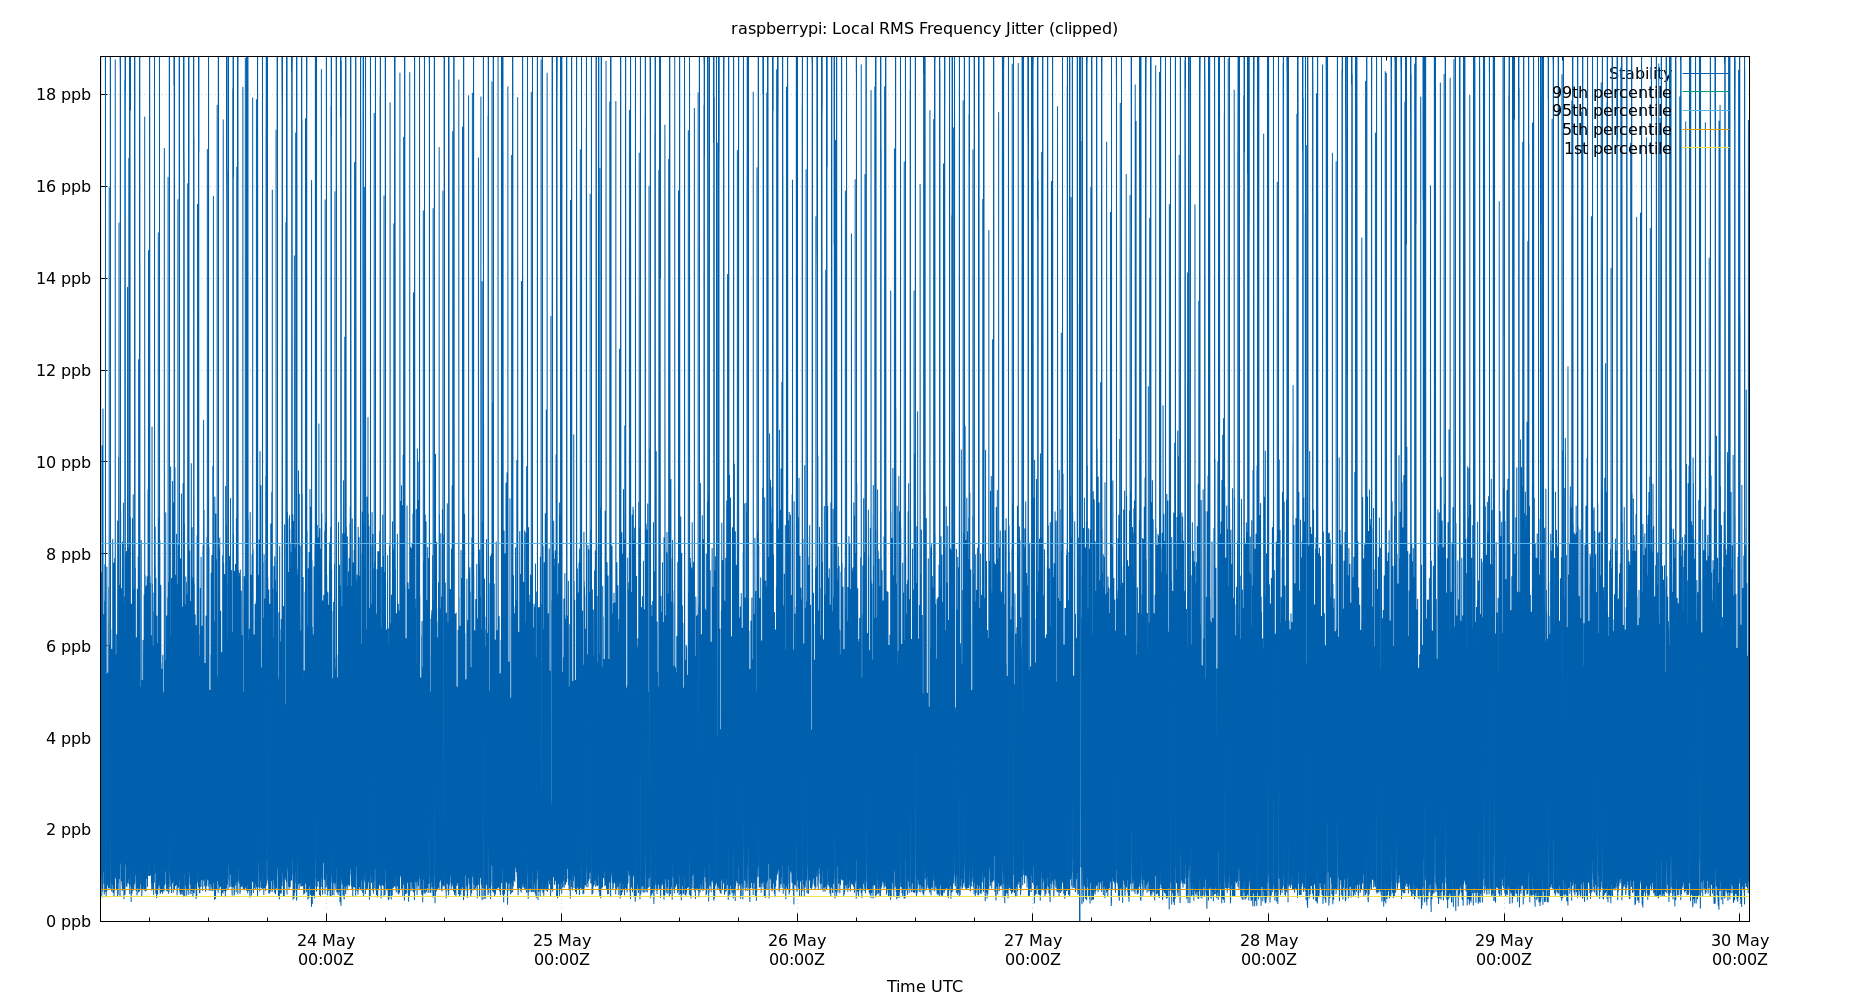 raspberrypi: Local RMS Frequency Jitter (clipped)
Stability
99th percentile
95th percentile
5th percentile
1st percentile
18 ppb
16 ppb
14 ppb
12 ppb
10 ppb
8 ppb
6 ppb
4 ppb
2 ppb
0 ppb
24 May 25 May 26 May 27 May 28 May 29 May 30 May
00:00Z 00:00Z 00:00Z 00:00Z 00:00Z 00:00Z 00:00Z
Time UTC